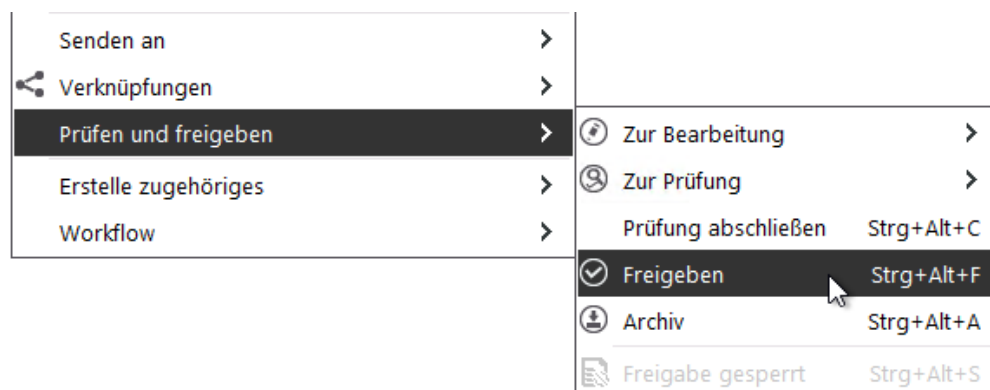 Senden an
Verknüpfungen
Prüfen und freigeben
Erstelle zugehöriges
Workflow
Zur Bearbeitung
Zur Prüfung
Prüfung abschließen Strg+Alt+C
Freigeben Strg+Alt+F
Archiv Strg+Alt+A
Freigabe gesperrt Strg+Alt+S